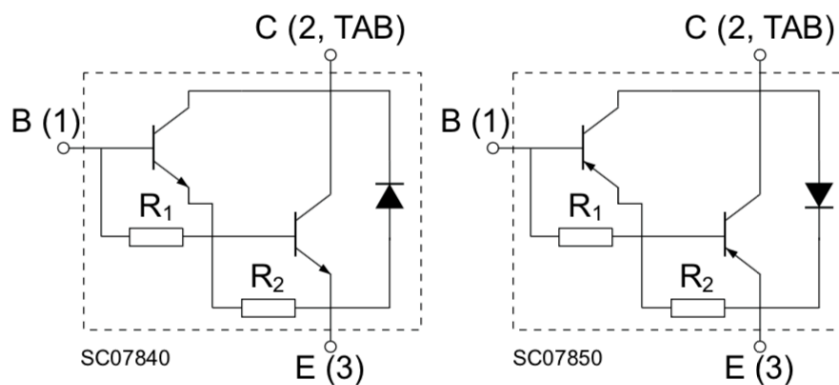 C (2, TAB)
B (1)
R₁
R₂
SC07840
E (3)
C (2, TAB)
B (1)
R₁
R₂
SC07850
E (3)